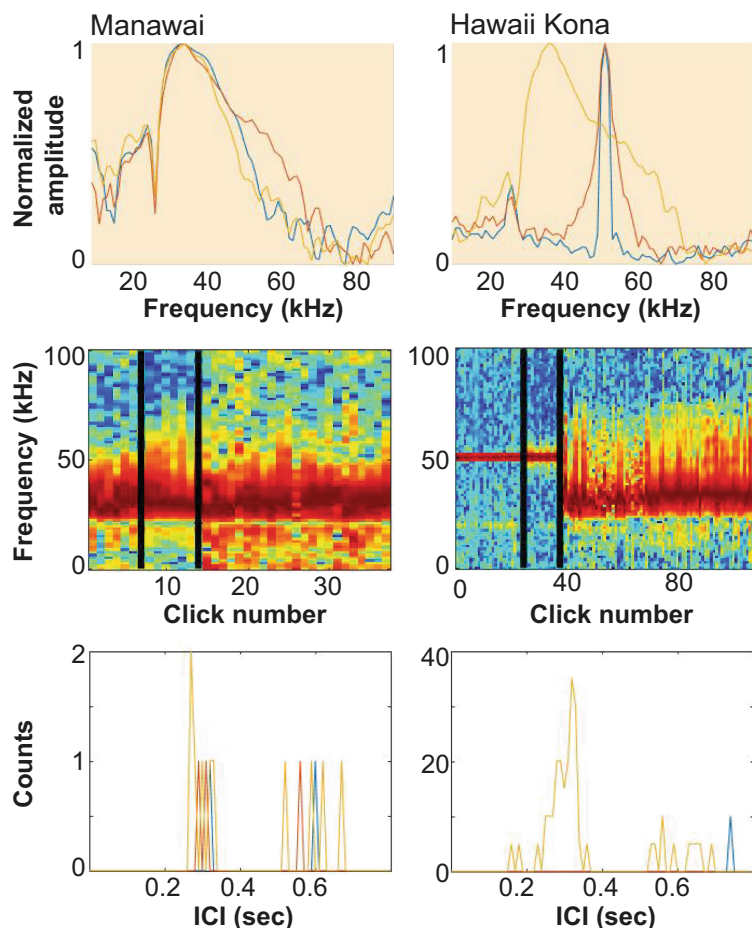 Manawai
Hawaii Kona
Normalized
amplitude
1
0
20 40 60 80
Frequency (kHz)
1
0
20 40 60 80
Frequency (kHz)
Frequency (kHz)
100
50
0
10 20 30
Click number
100
50
0
0 40 80
Click number
Counts
2
1
0
0.2 0.4 0.6
ICI (sec)
40
20
0
0.2 0.4 0.6
ICI (sec)